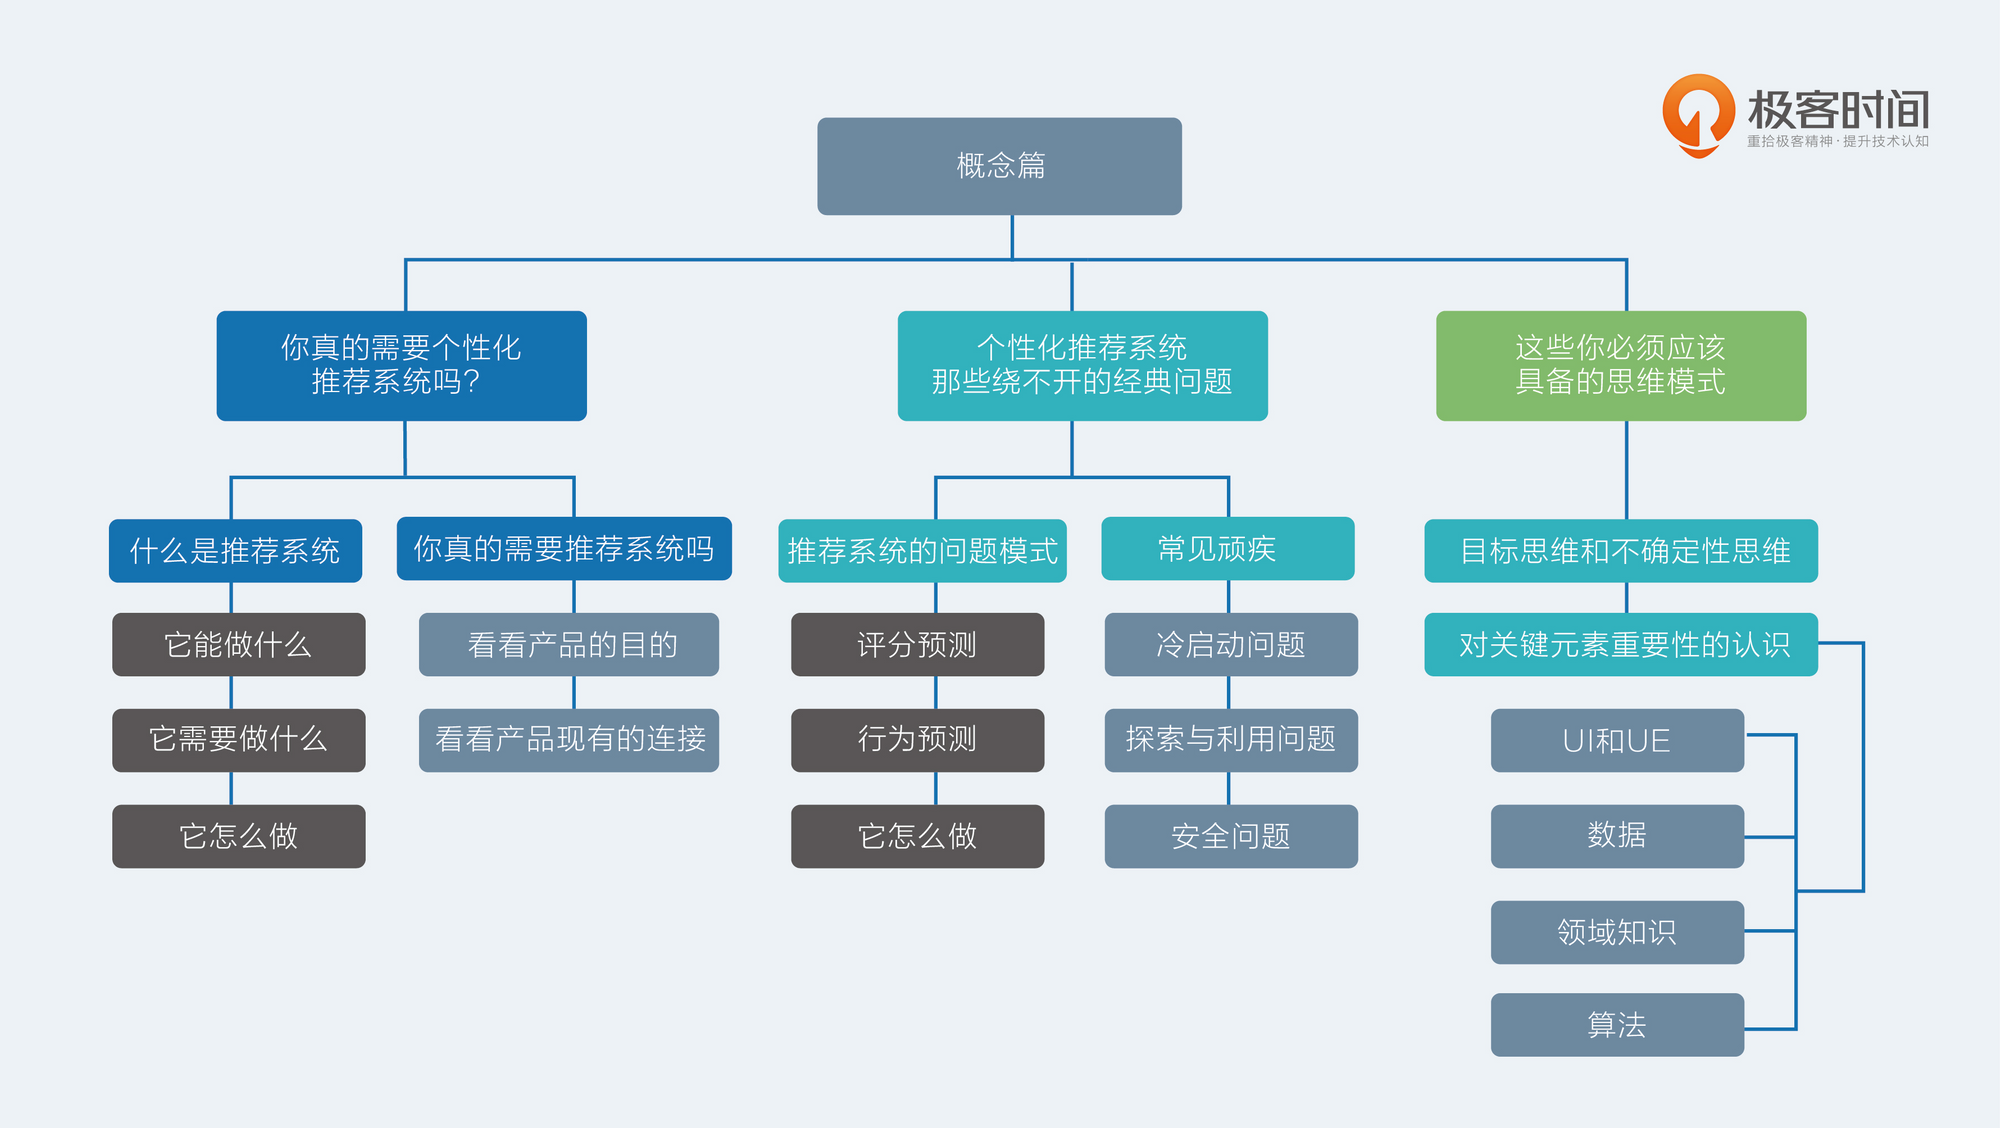 极客时间
重拾极客精神·提升技术认知
概念篇
你真的需要个性化
推荐系统吗？
个性化推荐系统
那些绕不开的经典问题
这些你必须应该
具备的思维模式
什么是推荐系统
你真的需要推荐系统吗
推荐系统的问题模式
常见顽疾
目标思维和不确定性思维
它能做什么
看看产品的目的
评分预测
冷启动问题
对关键元素重要性的认识
它需要做什么
看看产品现有的连接
行为预测
探索与利用问题
UI和UE
它怎么做
它怎么做
安全问题
数据
领域知识
算法